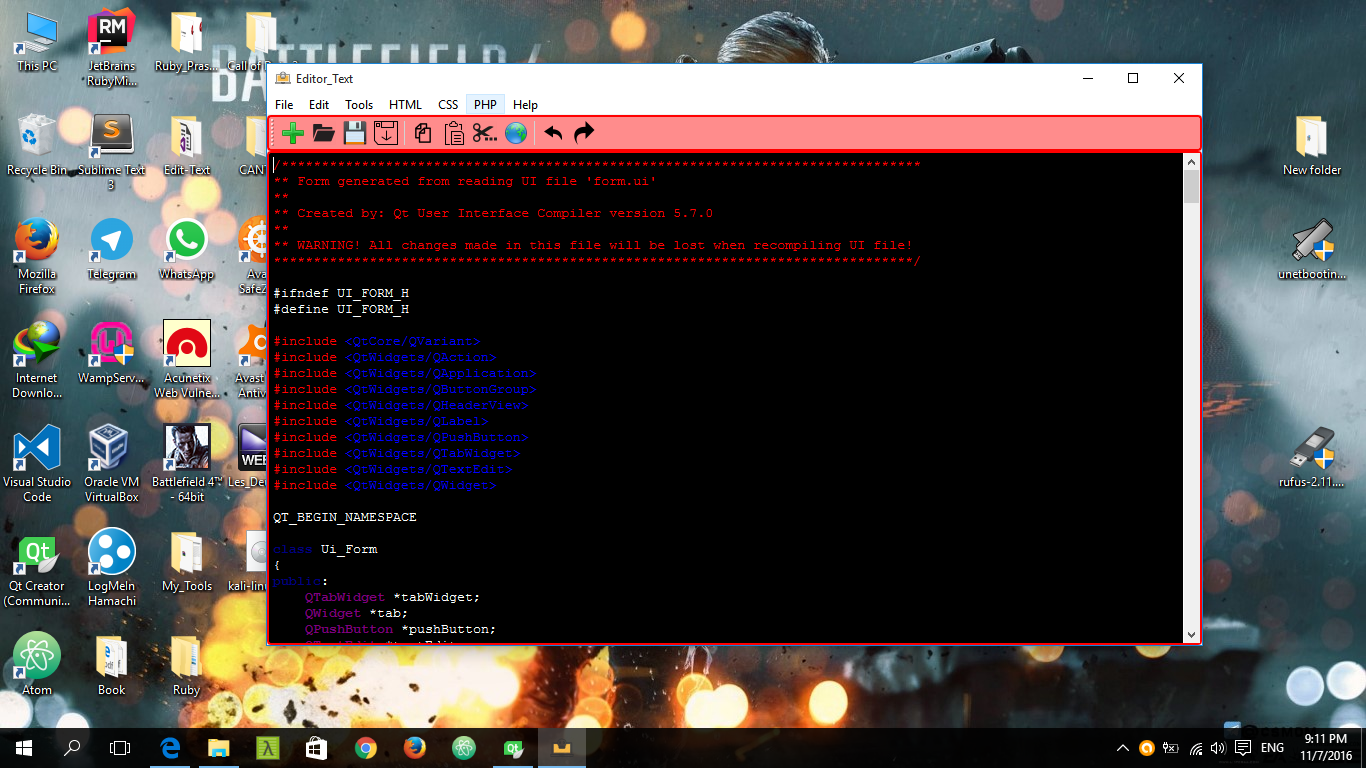 This PC
JetBrains
RubyMi...
Ruby_Pras...
Call of
BATTLEFIELD 4
Recycle Bin
Sublime Text
3
Edit-Text
CAN
Mozilla
Firefox
Telegram
WhatsApp
Ava
SafeZ
Internet
Downlo...
WampServ...
Acunetix
Web Vulne...
Avast
Antiv
Visual Studio
Code
Oracle VM
VirtualBox
Battlefield 4™
- 64bit
WEB
Les_De
Qt Creator
(Communi...
LogMeIn
Hamachi
My_Tools
kali-linu
Atom
Book
Ruby
Editor_Text
File Edit Tools HTML CSS PHP Help
/********************************************************************************
** Form generated from reading UI file 'form.ui'
**
** Created by: Qt User Interface Compiler version 5.7.0
**
** WARNING! All changes made in this file will be lost when recompiling UI file!
********************************************************************************/
#ifndef UI_FORM_H
#define UI_FORM_H
#include <QtCore/QVariant>
#include <QtWidgets/QAction>
#include <QtWidgets/QApplication>
#include <QtWidgets/QButtonGroup>
#include <QtWidgets/QHeaderView>
#include <QtWidgets/QLabel>
#include <QtWidgets/QPushButton>
#include <QtWidgets/QTabWidget>
#include <QtWidgets/QTextEdit>
#include <QtWidgets/QWidget>
QT_BEGIN_NAMESPACE
class Ui_Form
{
public:
QTabWidget *tabWidget;
QWidget *tab;
QPushButton *pushButton;
New folder
unetbootin...
rufus-2.11....
ENG
9:11 PM
11/7/2016